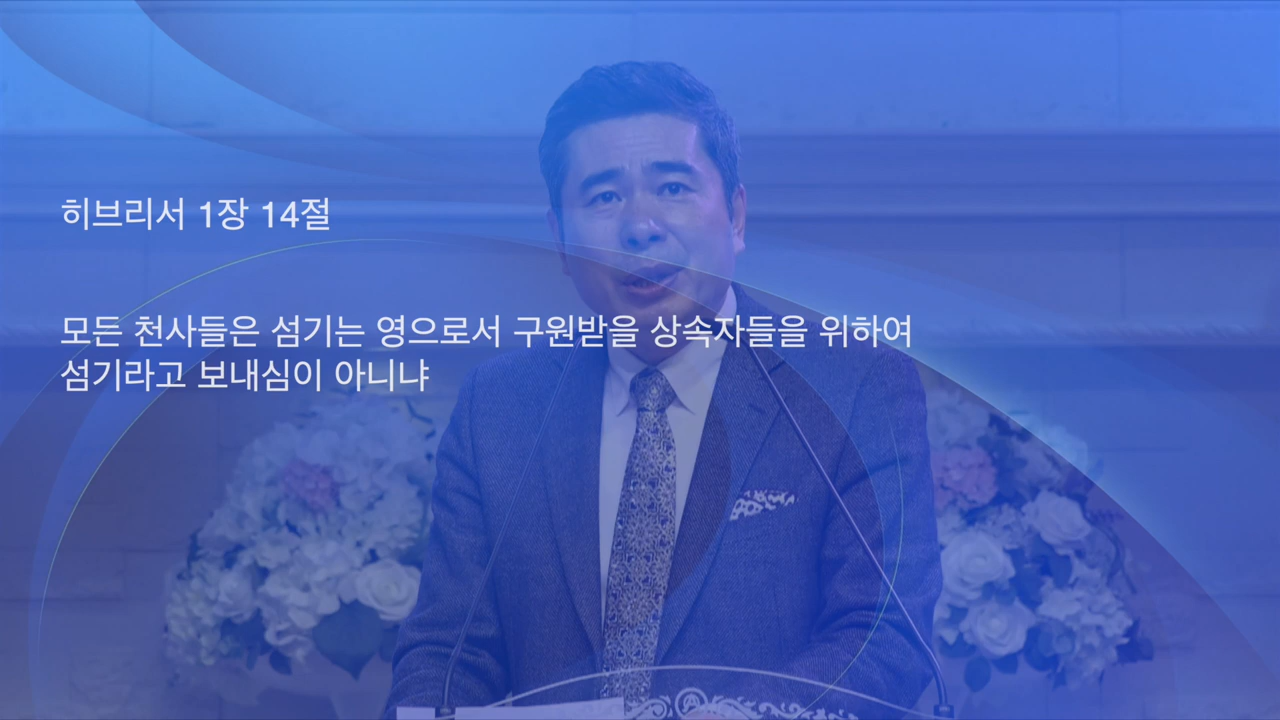 히브리서 1장 14절
모든 천사들은 섬기는 영으로서 구원받을 상속자들을 위하여
섬기라고 보내심이 아니냐